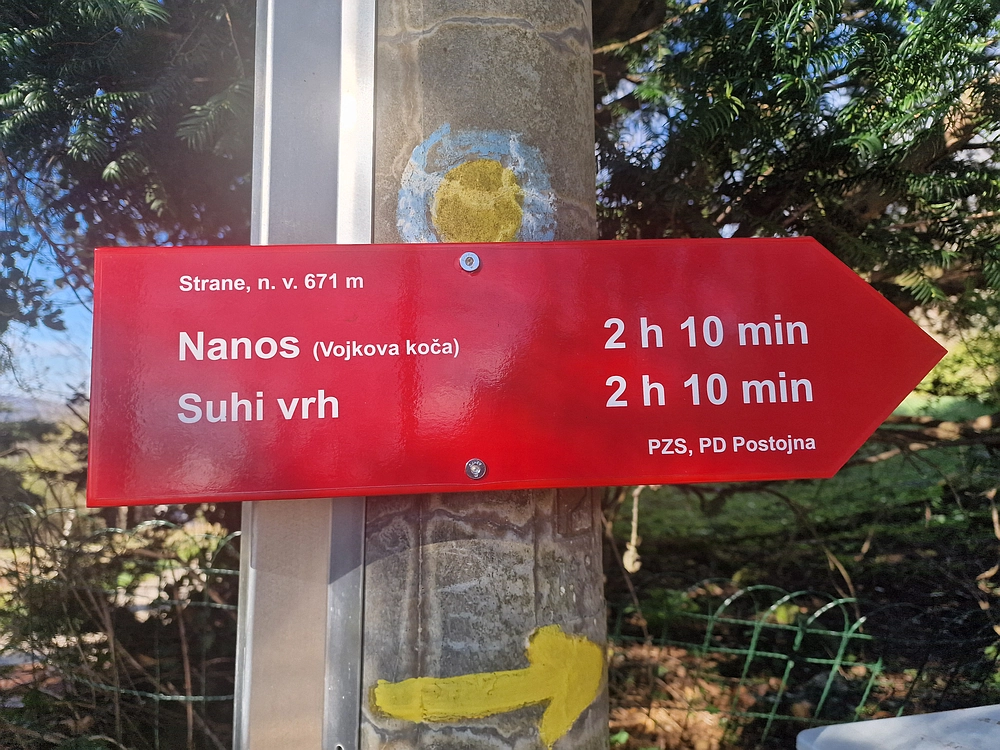 Strane, n. v. 671 m
Nanos (Vojkova koča) 2 h 10 min
Suhi vrh 2 h 10 min
PZS, PD Postojna